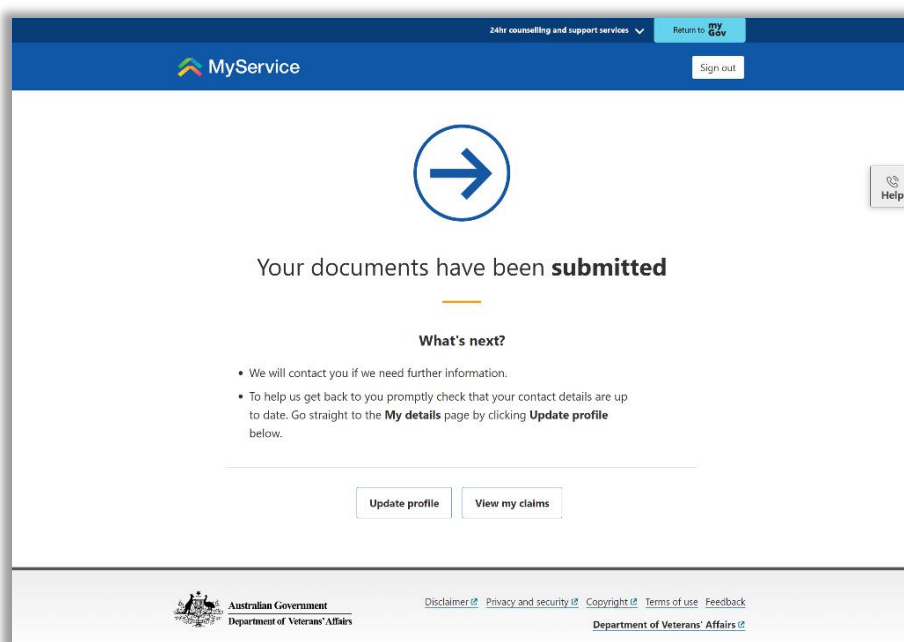 24hr counselling and support services
Return to my Gov
MyService
Sign out
Help
Your documents have been submitted
What's next?
• We will contact you if we need further information.
• To help us get back to you promptly check that your contact details are up
to date. Go straight to the My details page by clicking Update profile
below.
Update profile
View my claims
Australian Government
Department of Veterans' Affairs
Disclaimer Privacy and security Copyright Terms of use Feedback
Department of Veterans' Affairs